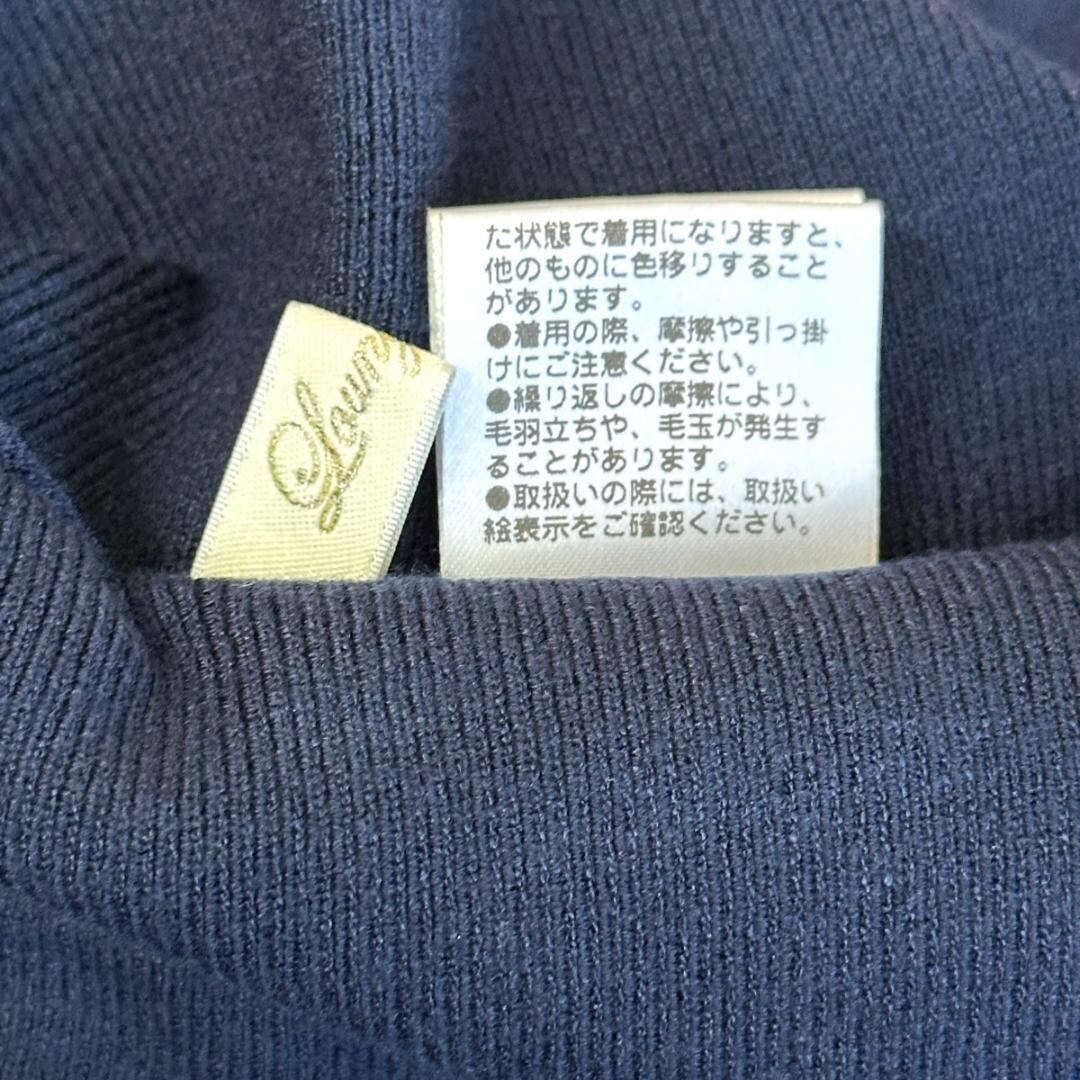 た状態で着用になりますと、
他のものに色移りすること
があります。
●着用の際、摩擦や引っ掛
けにご注意ください。
●繰り返しの摩擦により、
毛羽立ちや、毛玉が発生す
ることがあります。
●取扱いの際には、取扱い
絵表示をご確認ください。